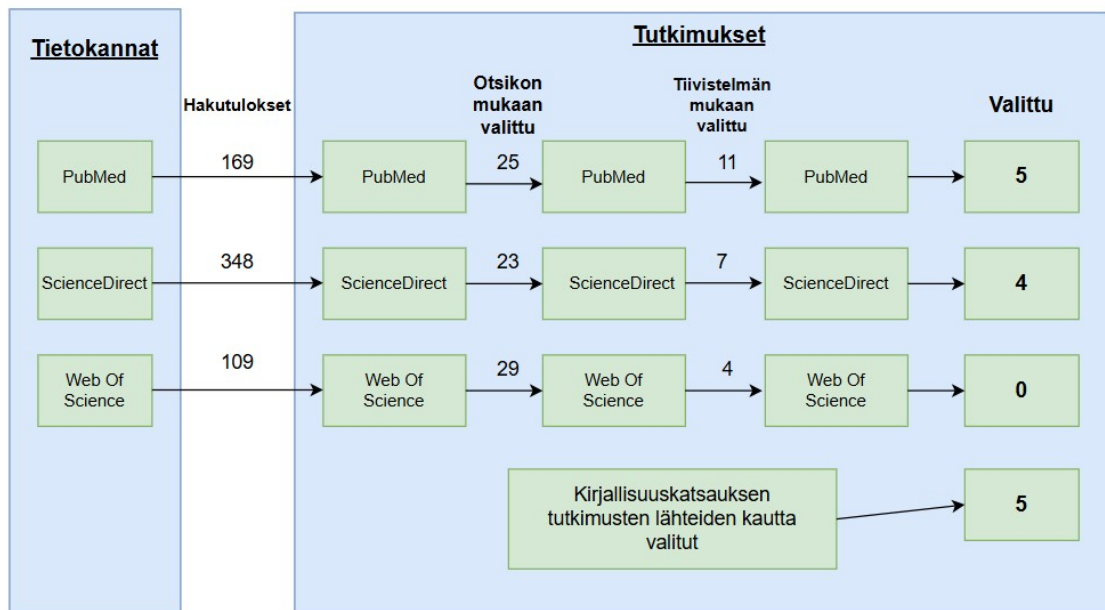 Tietokannat
Tutkimukset
Hakutulokset
Otsikon
mukaan
valittu
Tiivistelmän
mukaan
valittu
Valittu
PubMed
169
PubMed
25
PubMed
11
PubMed
5
ScienceDirect
348
ScienceDirect
23
ScienceDirect
7
ScienceDirect
4
Web Of
Science
109
Web Of
Science
29
Web Of
Science
4
Web Of
Science
0
Kirjallisuuskatsauksen
tutkimusten lähteiden kautta
valitut
5